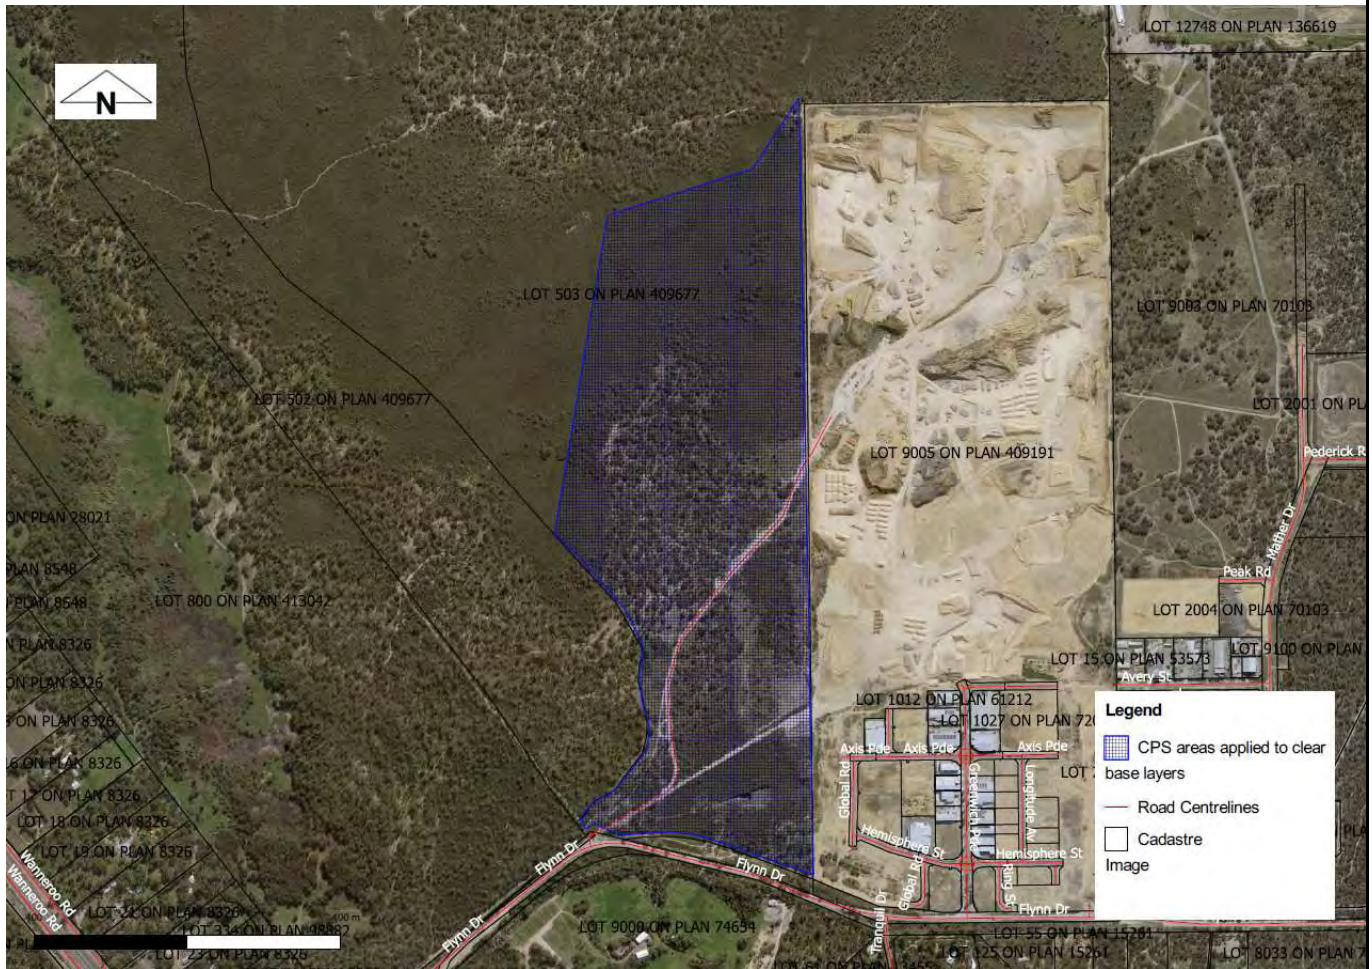 LOT 12748 ON PLAN 136619
N
LOT 503 ON PLAN 409677
LOT 9003 ON PLAN 70103
LOT 502 ON PLAN 409677
LOT 2001 ON PL
LOT 9005 ON PLAN 409191
Pederick R
ON PLAN 28021
Mather Dr
PLAN 8548
Peak Rd
PLAN 8548
LOT 800 ON PLAN 413042
LOT 2004 ON PLAN 70103
N PLAN 8326
LOT 9100 ON PLAN
LOT 15 ON PLAN 53573
ON PLAN 8326
Avery St
LOT 1012 ON PLAN 61212
LOT 1027 ON PLAN 720
ON PLAN 8326
Axis Pde
Axis Pde
Axis Pde
6 ON PLAN 8326
LOT
Global Rd
Greenwich Pde
Longitude Av
T 17 ON PLAN 8326
LOT 18 ON PLAN 8326
Hemisphere St
Hemisphere St
LOT 19 ON PLAN 8326
Flynn Dr
Flynn Dr
Global Rd
Ring St
Wanneroo Rd
Wanneroo Rd
LOT 21 ON PLAN 8326
Flynn Dr
Flynn Dr
LOT 9000 ON PLAN 74654
Tranquil Dr
LOT 55 ON PLAN 15261
LOT 23 ON PLAN 8326
LOT 125 ON PLAN 15261
LOT 8033 ON PLAN
Legend
CPS areas applied to clear
base layers
Road Centrelines
Cadastre
Image